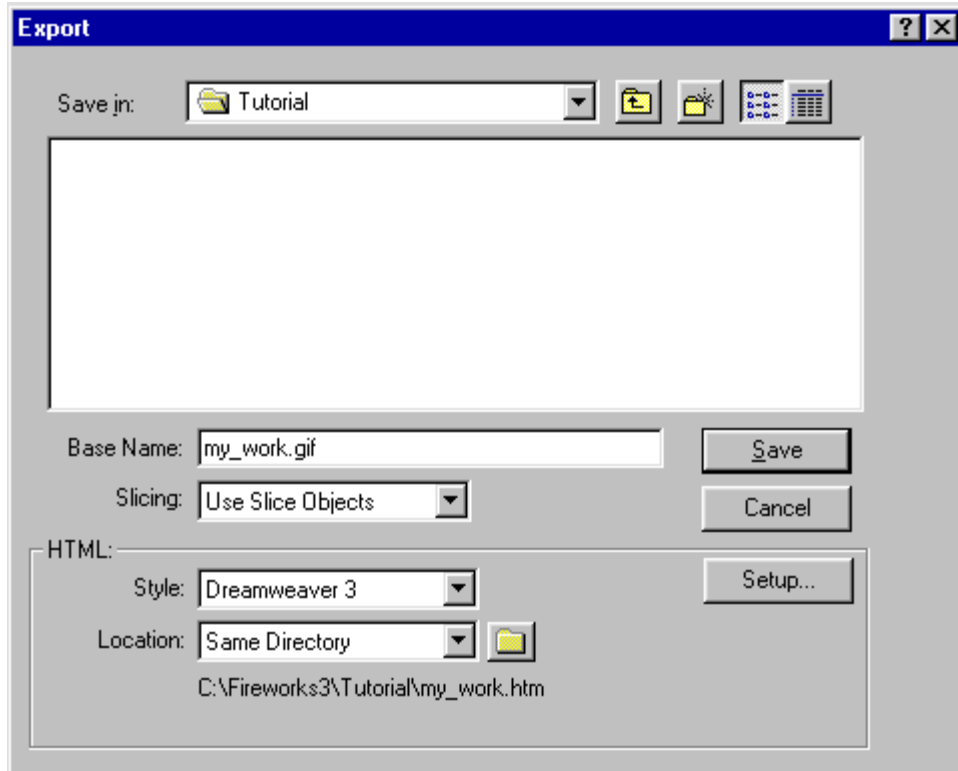 Export
Save in: Tutorial
Base Name: my_work.gif Save
Slicing: Use Slice Objects Cancel
HTML:
Style: Dreamweaver 3 Setup...
Location: Same Directory
C:\Fireworks3\Tutorial\my_work.htm